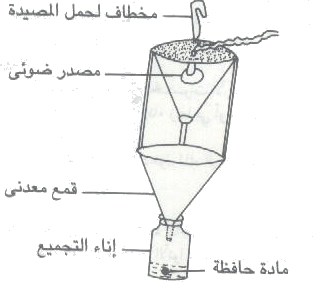 مخطاف لحمل المصيدة
مصدر ضوئى
قمع معدنى
إناء التجميع
مادة حافظة